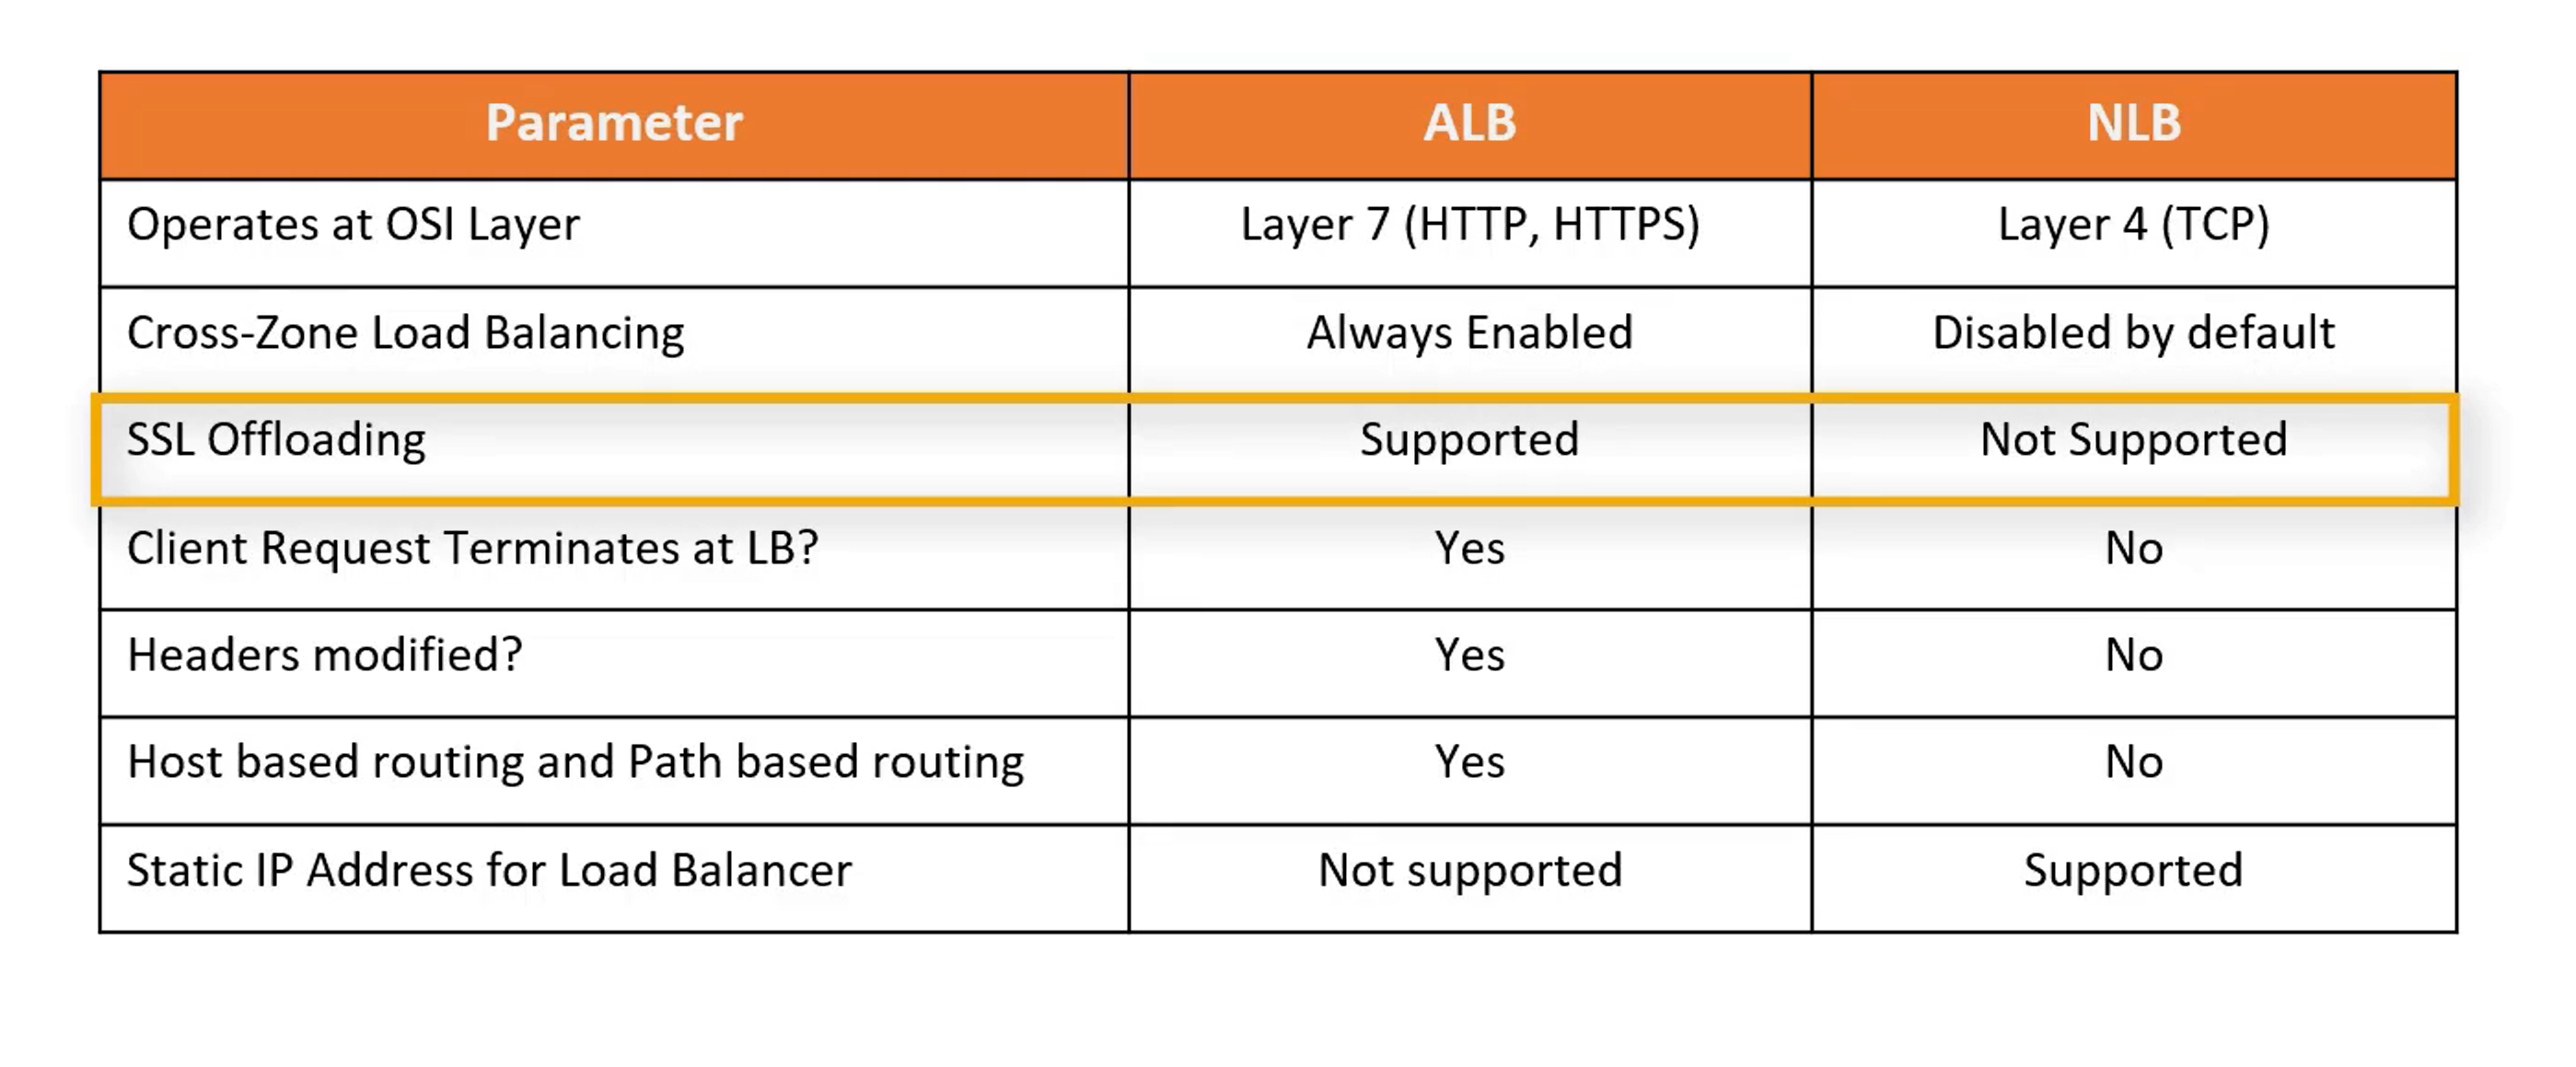 Parameter ALB NLB
Operates at OSI Layer Layer 7 (HTTP, HTTPS) Layer 4 (TCP)
Cross-Zone Load Balancing Always Enabled Disabled by default
SSL Offloading Supported Not Supported
Client Request Terminates at LB? Yes No
Headers modified? Yes No
Host based routing and Path based routing Yes No
Static IP Address for Load Balancer Not supported Supported